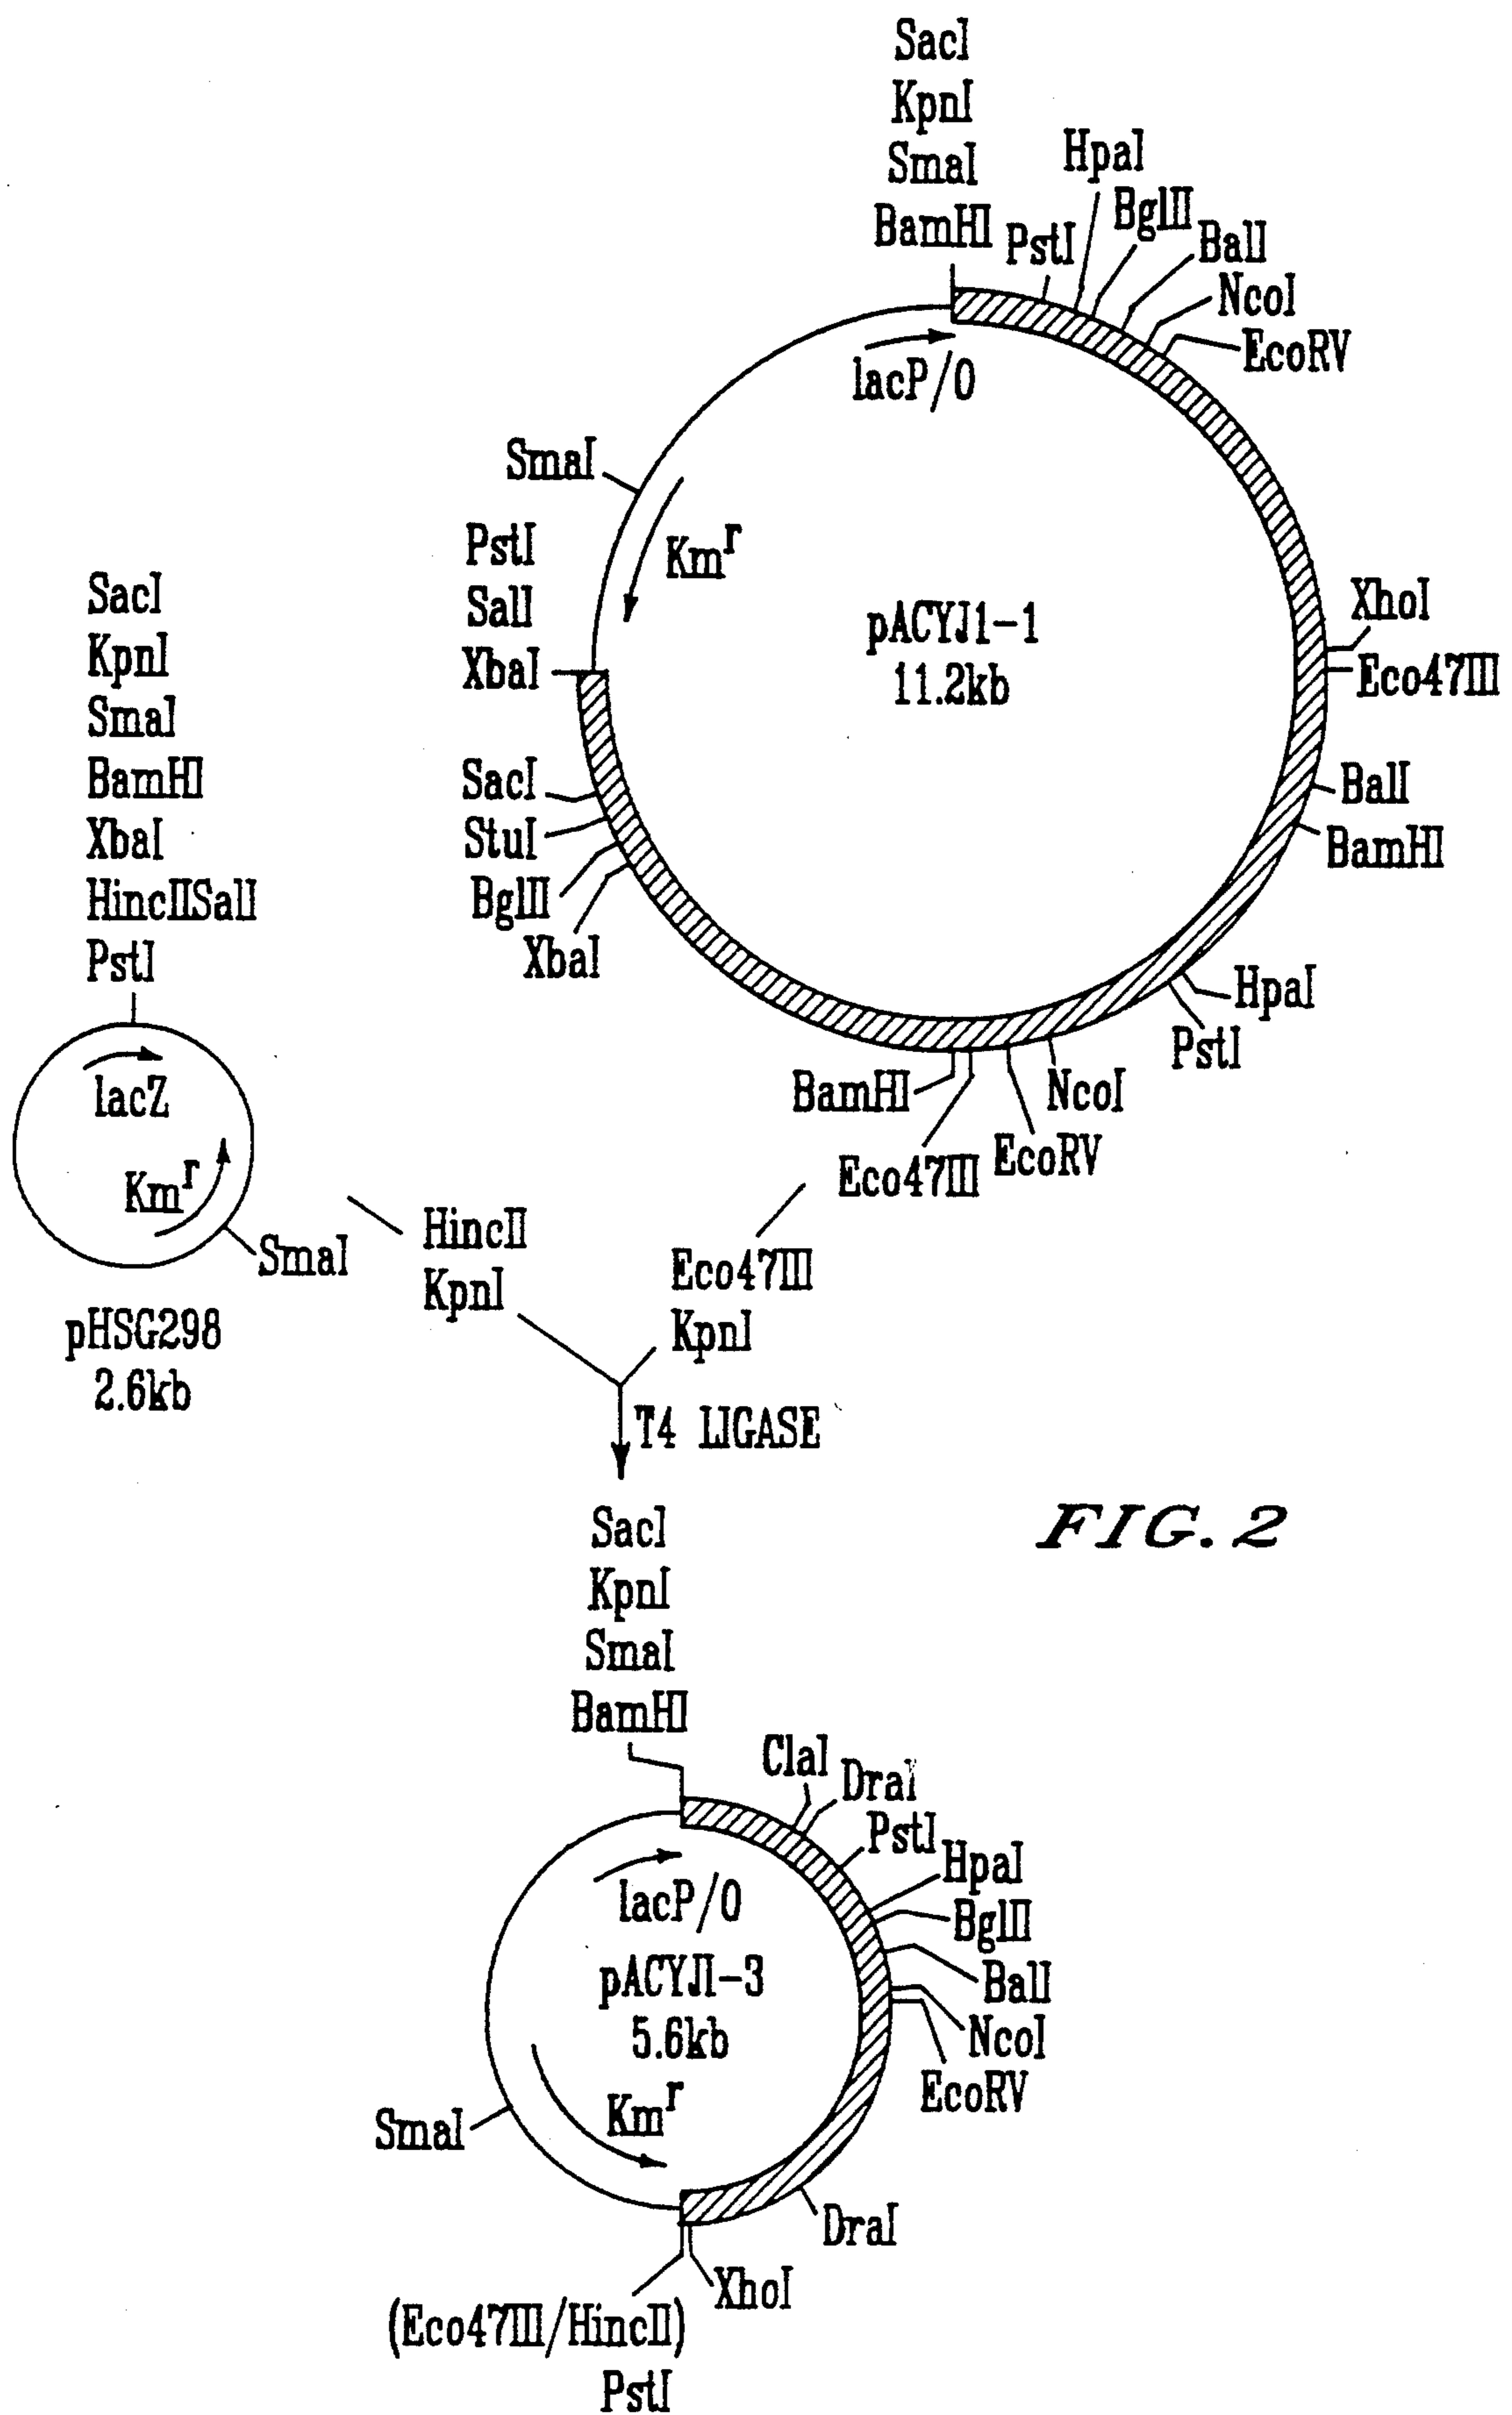 SacI
KpnI
SmaI
BamHI
PstI
HpaI
BglII
BalI
NcoI
EcoRV
lacP/O
SmaI
Km^r
PstI
SalI
XbaI
pACYJ1-1
11.2kb
XhoI
Eco47III
BalI
BamHI
HpaI
PstI
NcoI
EcoRV
Eco47III
BamHI
SacI
StuI
BglII
XbaI
SacI
KpnI
SmaI
BamHI
XbaI
HincIISalI
PstI
lacZ
Km^r
SmaI
pHSG298
2.6kb
HincII
KpnI
Eco47III
KpnI
T4 LIGASE
FIG. 2
SacI
KpnI
SmaI
BamHI
ClaI
DraI
PstI
HpaI
BglII
BalI
NcoI
EcoRV
lacP/O
pACYJI-3
5.6kb
Km^r
SmaI
DraI
XhoI
(Eco47III/HincII)
PstI